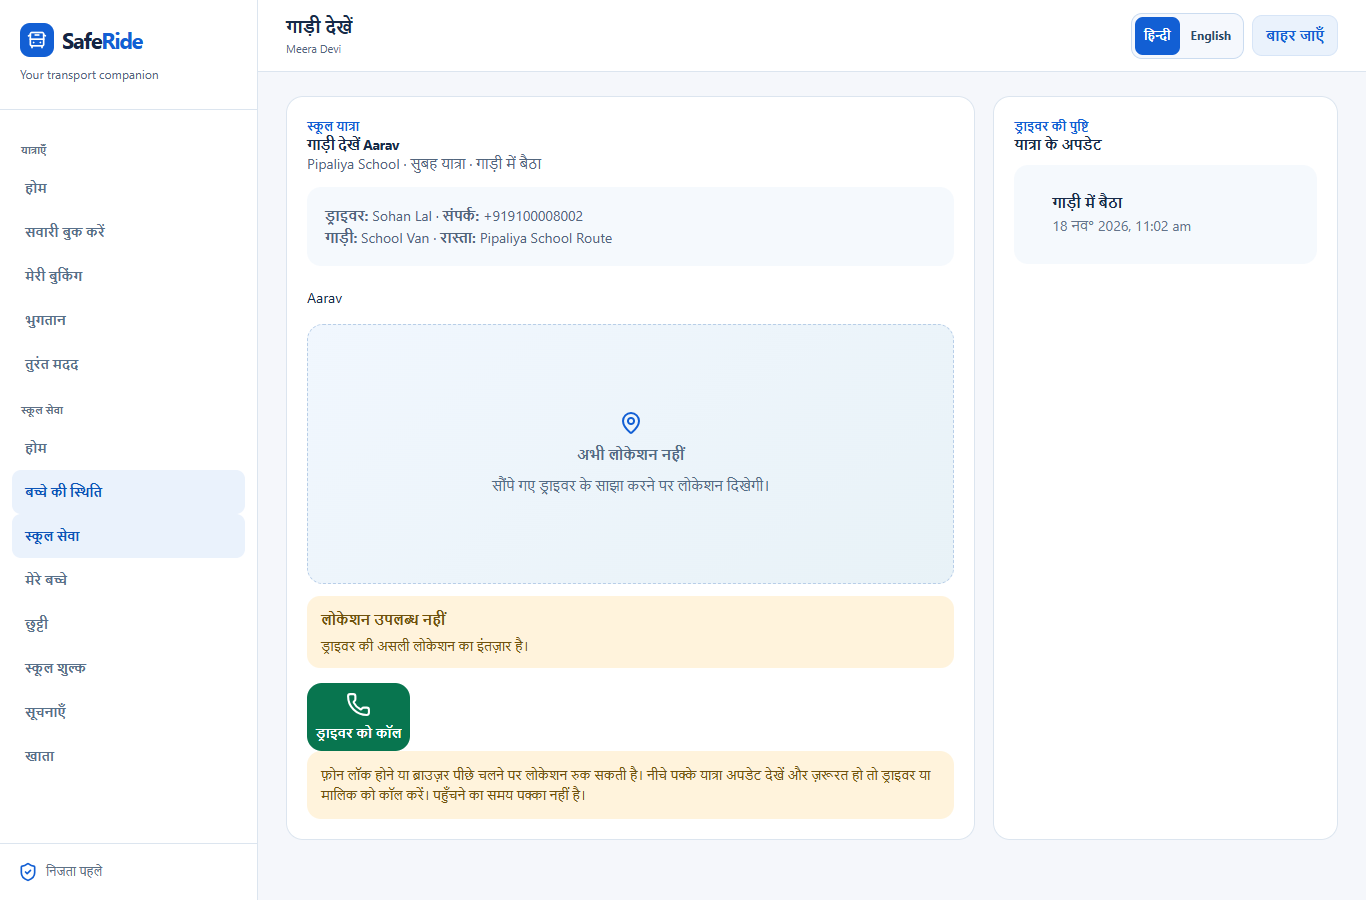 SafeRide
Your transport companion
यात्राएँ
होम
सवारी बुक करें
मेरी बुकिंग
भुगतान
तुरंत मदद
स्कूल सेवा
होम
बच्चे की स्थिति
स्कूल सेवा
मेरे बच्चे
छुट्टी
स्कूल शुल्क
सूचनाएँ
खाता
निजता पहले
गाड़ी देखें
Meera Devi
हिन्दी
English
बाहर जाएँ
स्कूल यात्रा
गाड़ी देखें Aarav
Pipaliya School · सुबह यात्रा · गाड़ी में बैठा
ड्राइवर: Sohan Lal · संपर्क: +919100008002
गाड़ी: School Van · रास्ता: Pipaliya School Route
Aarav
अभी लोकेशन नहीं
सौंपे गए ड्राइवर के साझा करने पर लोकेशन दिखेगी।
लोकेशन उपलब्ध नहीं
ड्राइवर की असली लोकेशन का इंतज़ार है।
ड्राइवर को कॉल
फ़ोन लॉक होने या ब्राउज़र पीछे चलने पर लोकेशन रुक सकती है। नीचे पक्के यात्रा अपडेट देखें और ज़रूरत हो तो ड्राइवर या
मालिक को कॉल करें। पहुँचने का समय पक्का नहीं है।
ड्राइवर की पुष्टि
यात्रा के अपडेट
गाड़ी में बैठा
18 नव॰ 2026, 11:02 am